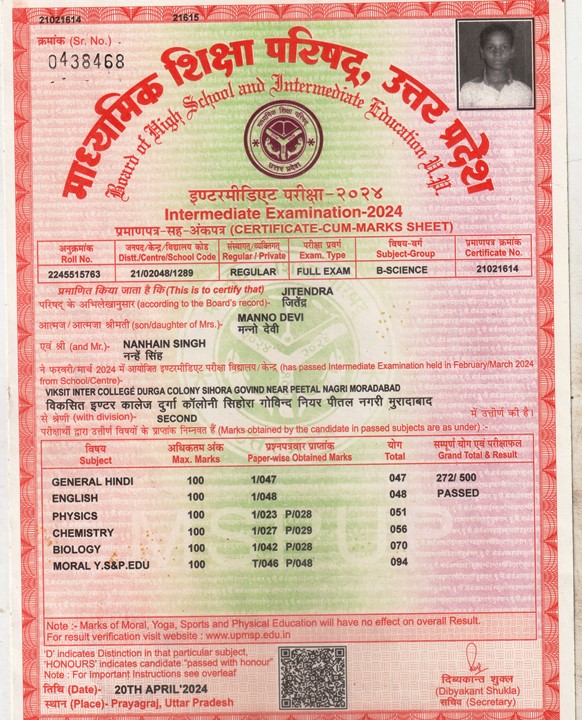 21021614 21615
क्रमांक (Sr. No.)
0438468
माध्यमिक शिक्षा परिषद्, उत्तर प्रदेश
Board of High School and Intermediate Education U.P.
माध्यमिक शिक्षा परिषद्
उत्तर प्रदेश
इण्टरमीडिएट परीक्षा-२०२४
Intermediate Examination-2024
प्रमाणपत्र-सह-अंकपत्र (CERTIFICATE-CUM-MARKS SHEET)
अनुक्रमांक जनपद/केन्द्र/विद्यालय कोड संस्थागत/व्यक्तिगत परीक्षा प्रवर्ग विषय-वर्ग प्रमाणपत्र क्रमांक
Roll No. Distt./Centre/School Code Regular / Private Exam. Type Subject-Group Certificate No.
2245515763 21/02048/1289 REGULAR FULL EXAM B-SCIENCE 21021614
प्रमाणित किया जाता है कि(This is to certify that) JITENDRA
परिषद् के अभिलेखानुसार (according to the Board's record)- जितेंद्र
MANNO DEVI
आत्मज / आत्मजा श्रीमती (son/daughter of Mrs.)- मन्नो देवी
एवं श्री (and Mr.)- NANHAIN SINGH
नन्हें सिंह
ने फरवरी/मार्च 2024 में आयोजित इण्टरमीडिएट परीक्षा विद्यालय/केन्द्र (has passed Intermediate Examination held in February/March 2024
from School/Centre)-
VIKSIT INTER COLLEGE DURGA COLONY SIHORA GOVIND NEAR PEETAL NAGRI MORADABAD
विकसित इण्टर कालेज दुर्गा कॉलोनी सिहोरा गोविन्द नियर पीतल नगरी मुरादाबाद
से श्रेणी (with division)- SECOND में उत्तीर्ण की है।
परीक्षार्थी द्वारा उत्तीर्ण विषयों के प्राप्तांक निम्नवत हैं (Marks obtained by the candidate in passed subjects are as under) :-
विषय अधिकतम अंक प्रश्नपत्रवार प्राप्तांक योग सम्पूर्ण योग एवं परीक्षाफल
Subject Max. Marks Paper-wise Obtained Marks Total Grand Total & Result
GENERAL HINDI 100 1/047 047 272/ 500
ENGLISH 100 1/048 048 PASSED
PHYSICS 100 1/023 P/028 051
CHEMISTRY 100 1/027 P/029 056
BIOLOGY 100 1/042 P/028 070
MORAL Y.S&P.EDU 100 T/046 P/048 094
Note :- Marks of Moral, Yoga, Sports and Physical Education will have no effect on overall Result.
For result verification visit website : www.upmsp.edu.in
'D' indicates Distinction in that particular subject,
'HONOURS' indicates candidate "passed with honour"
Note : For Important Instructions see overleaf
तिथि (Date)- 20TH APRIL'2024
स्थान (Place)- Prayagraj, Uttar Pradesh
दिब्यकान्त शुक्ल
(Dibyakant Shukla)
सचिव (Secretary)